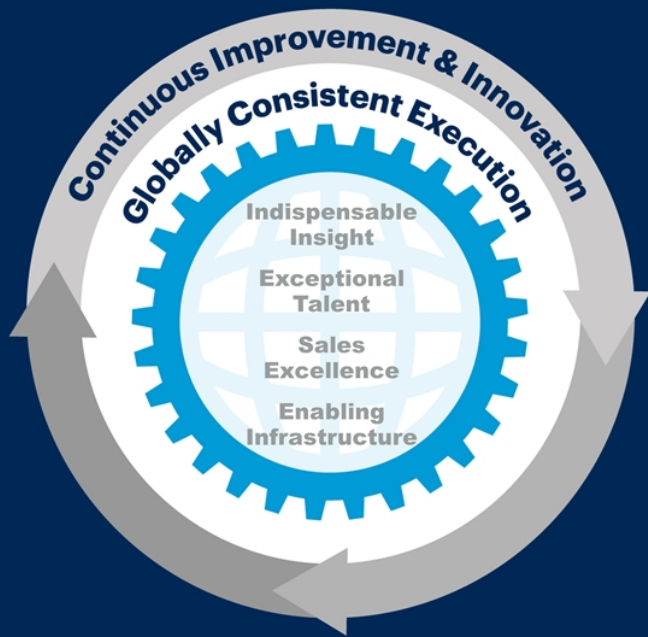 Continuous Improvement & Innovation
Globally Consistent Execution
Indispensable
Insight
Exceptional
Talent
Sales
Excellence
Enabling
Infrastructure